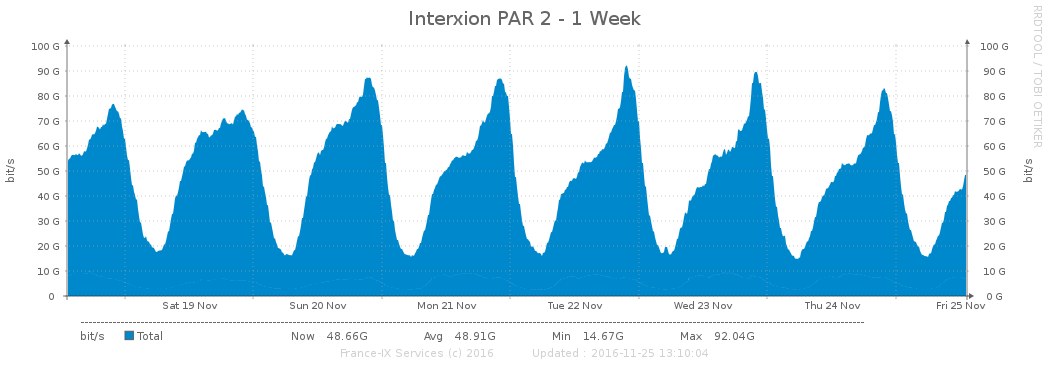 Interxion PAR 2 - 1 Week
RRDTOOL / TOBI OETIKER
100 G 100 G
90 G 90 G
80 G 80 G
70 G 70 G
60 G 60 G
50 G 50 G
40 G 40 G
30 G 30 G
20 G 20 G
10 G 10 G
0 0 G
bit/s bit/s
Sat 19 Nov Sun 20 Nov Mon 21 Nov Tue 22 Nov Wed 23 Nov Thu 24 Nov Fri 25 Nov
bit/s Total Now 48.66G Avg 48.91G Min 14.67G Max 92.04G
France-IX Services (c) 2016 Updated : 2016-11-25 13:10:04